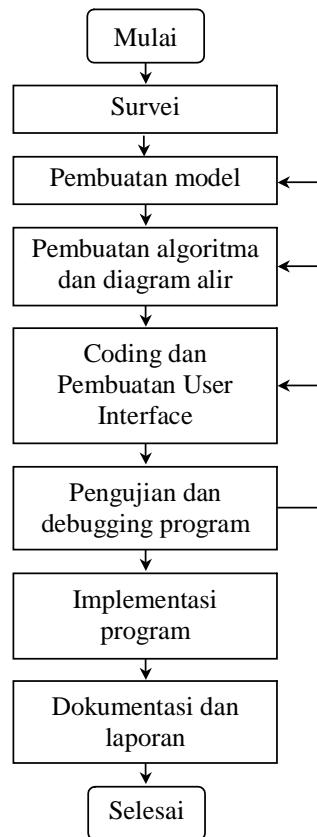 Mulai
Survei
Pembuatan model
Pembuatan algoritma
dan diagram alir
Coding dan
Pembuatan User
Interface
Pengujian dan
debugging program
Implementasi
program
Dokumentasi dan
laporan
Selesai